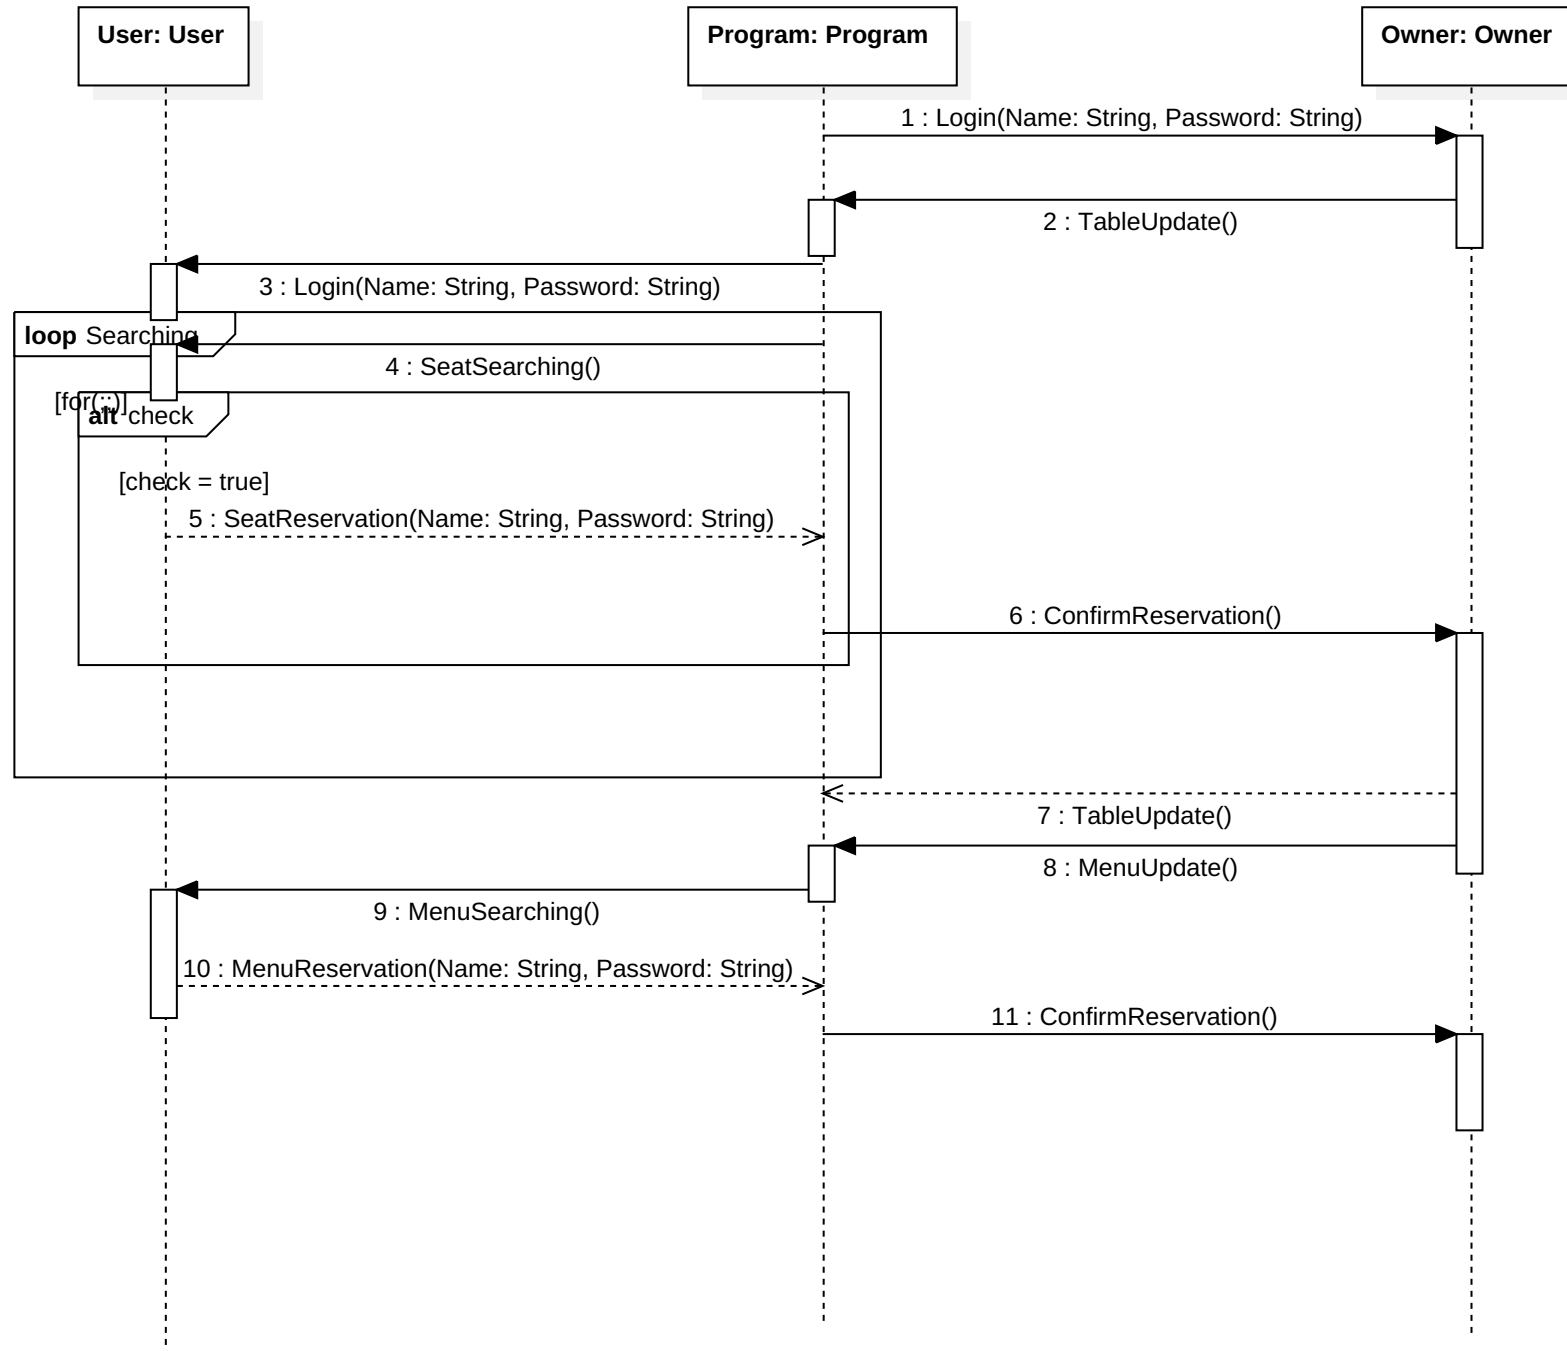 User: User
Program: Program
Owner: Owner
1 : Login(Name: String, Password: String)
2 : TableUpdate()
3 : Login(Name: String, Password: String)
loop Searching
4 : SeatSearching()
[for(;;)]
alt check
[check = true]
5 : SeatReservation(Name: String, Password: String)
6 : ConfirmReservation()
7 : TableUpdate()
8 : MenuUpdate()
9 : MenuSearching()
10 : MenuReservation(Name: String, Password: String)
11 : ConfirmReservation()